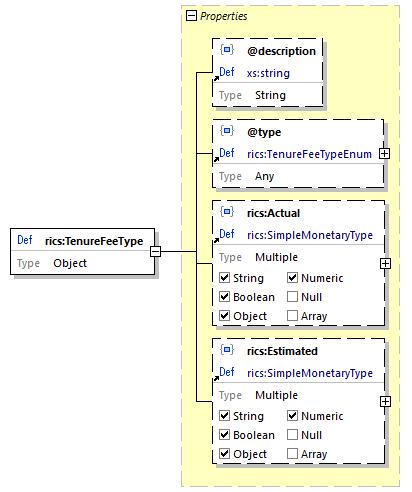 Properties
@description
Def xs:string
Type String
@type
Def rics:TenureFeeTypeEnum
Type Any
Def rics:TenureFeeType
Type Object
rics:Actual
Def rics:SimpleMonetaryType
Type Multiple
String Numeric
Boolean Null
Object Array
rics:Estimated
Def rics:SimpleMonetaryType
Type Multiple
String Numeric
Boolean Null
Object Array